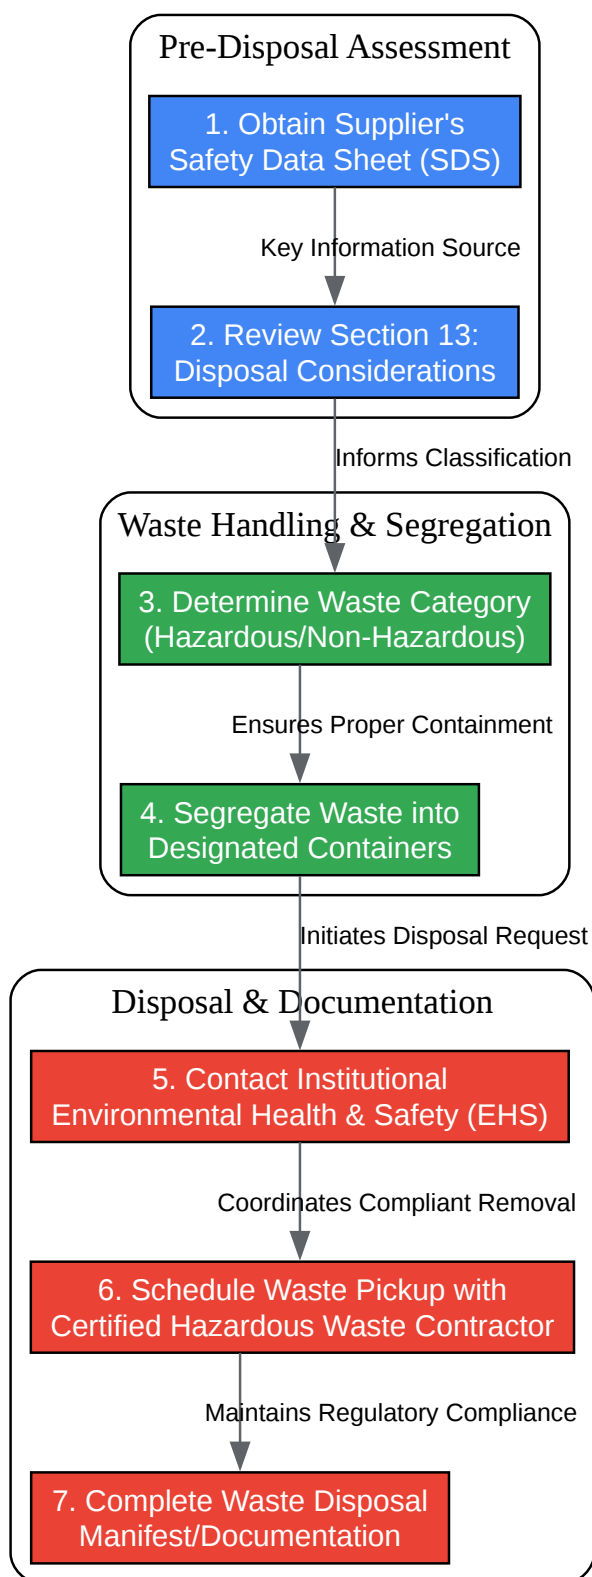 Pre-Disposal Assessment
1. Obtain Supplier's
Safety Data Sheet (SDS)
Key Information Source
2. Review Section 13:
Disposal Considerations
Informs Classification
Waste Handling & Segregation
3. Determine Waste Category
(Hazardous/Non-Hazardous)
Ensures Proper Containment
4. Segregate Waste into
Designated Containers
Initiates Disposal Request
Disposal & Documentation
5. Contact Institutional
Environmental Health & Safety (EHS)
Coordinates Compliant Removal
6. Schedule Waste Pickup with
Certified Hazardous Waste Contractor
Maintains Regulatory Compliance
7. Complete Waste Disposal
Manifest/Documentation